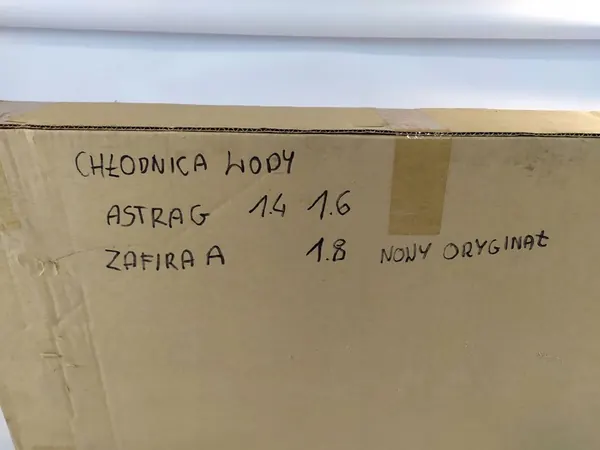 CHŁODNICA WODY
ASTRA G 1.4 1.6
ZAFIRA A 1.8 NOWY ORYGINAŁ